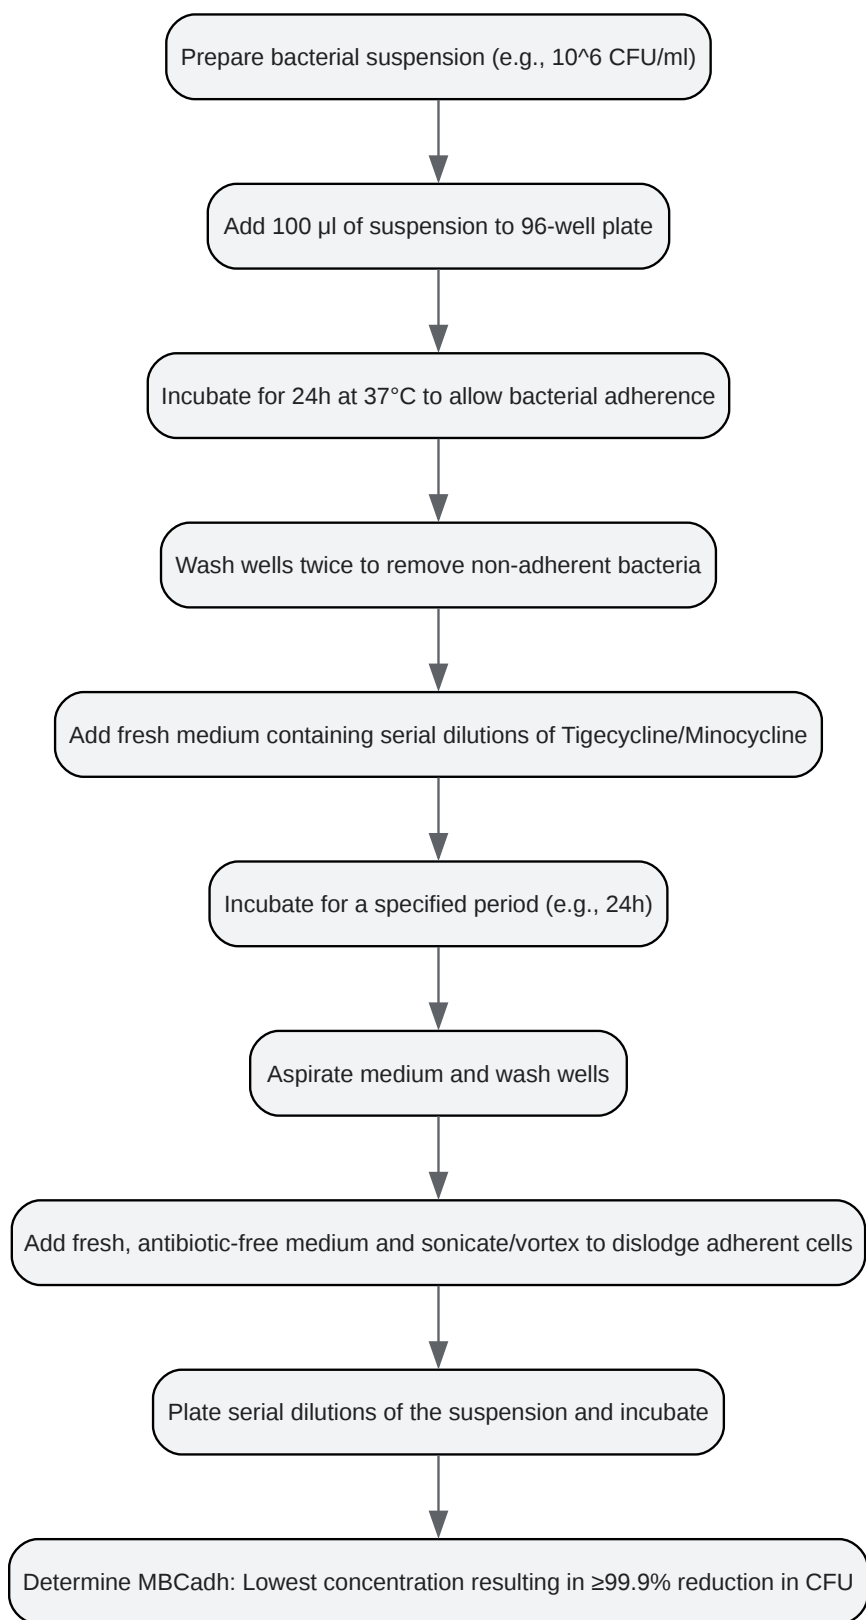 Prepare bacterial suspension (e.g., 10^6 CFU/ml)
Add 100 μl of suspension to 96-well plate
Incubate for 24h at 37°C to allow bacterial adherence
Wash wells twice to remove non-adherent bacteria
Add fresh medium containing serial dilutions of Tigecycline/Minocycline
Incubate for a specified period (e.g., 24h)
Aspirate medium and wash wells
Add fresh, antibiotic-free medium and sonicate/vortex to dislodge adherent cells
Plate serial dilutions of the suspension and incubate
Determine MBCadh: Lowest concentration resulting in ≥99.9% reduction in CFU